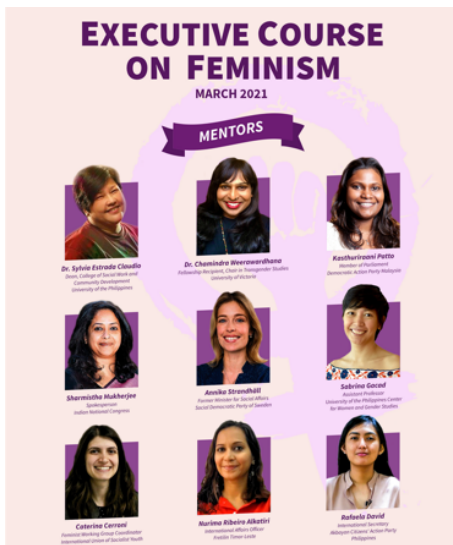 EXECUTIVE COURSE
ON FEMINISM
MARCH 2021
MENTORS
Dr. Sylvia Estrada Claudio
Dean, College of Social Work and
Community Development
University of the Philippines
Dr. Chamindra Weerawardhana
Fellowship Recipient, Chair in Transgender Studies
University of Victoria
Kasthuriraani Patto
Member of Parliament
Democratic Action Party Malaysia
Sharmistha Mukherjee
Spokesperson
Indian National Congress
Annika Strandhäll
Former Minister for Social Affairs,
Social Democratic Party of Sweden
Sabrina Gacad
Assistant Professor
University of the Philippines Center
for Women and Gender Studies
Caterina Cerroni
Feminist Working Group Coordinator
International Union of Socialist Youth
Nurima Ribeiro Alkatiri
International Affairs Officer
Fretilin Timor-Leste
Rafaela David
International Secretary
Akbayan Citizens' Action Party
Philippines